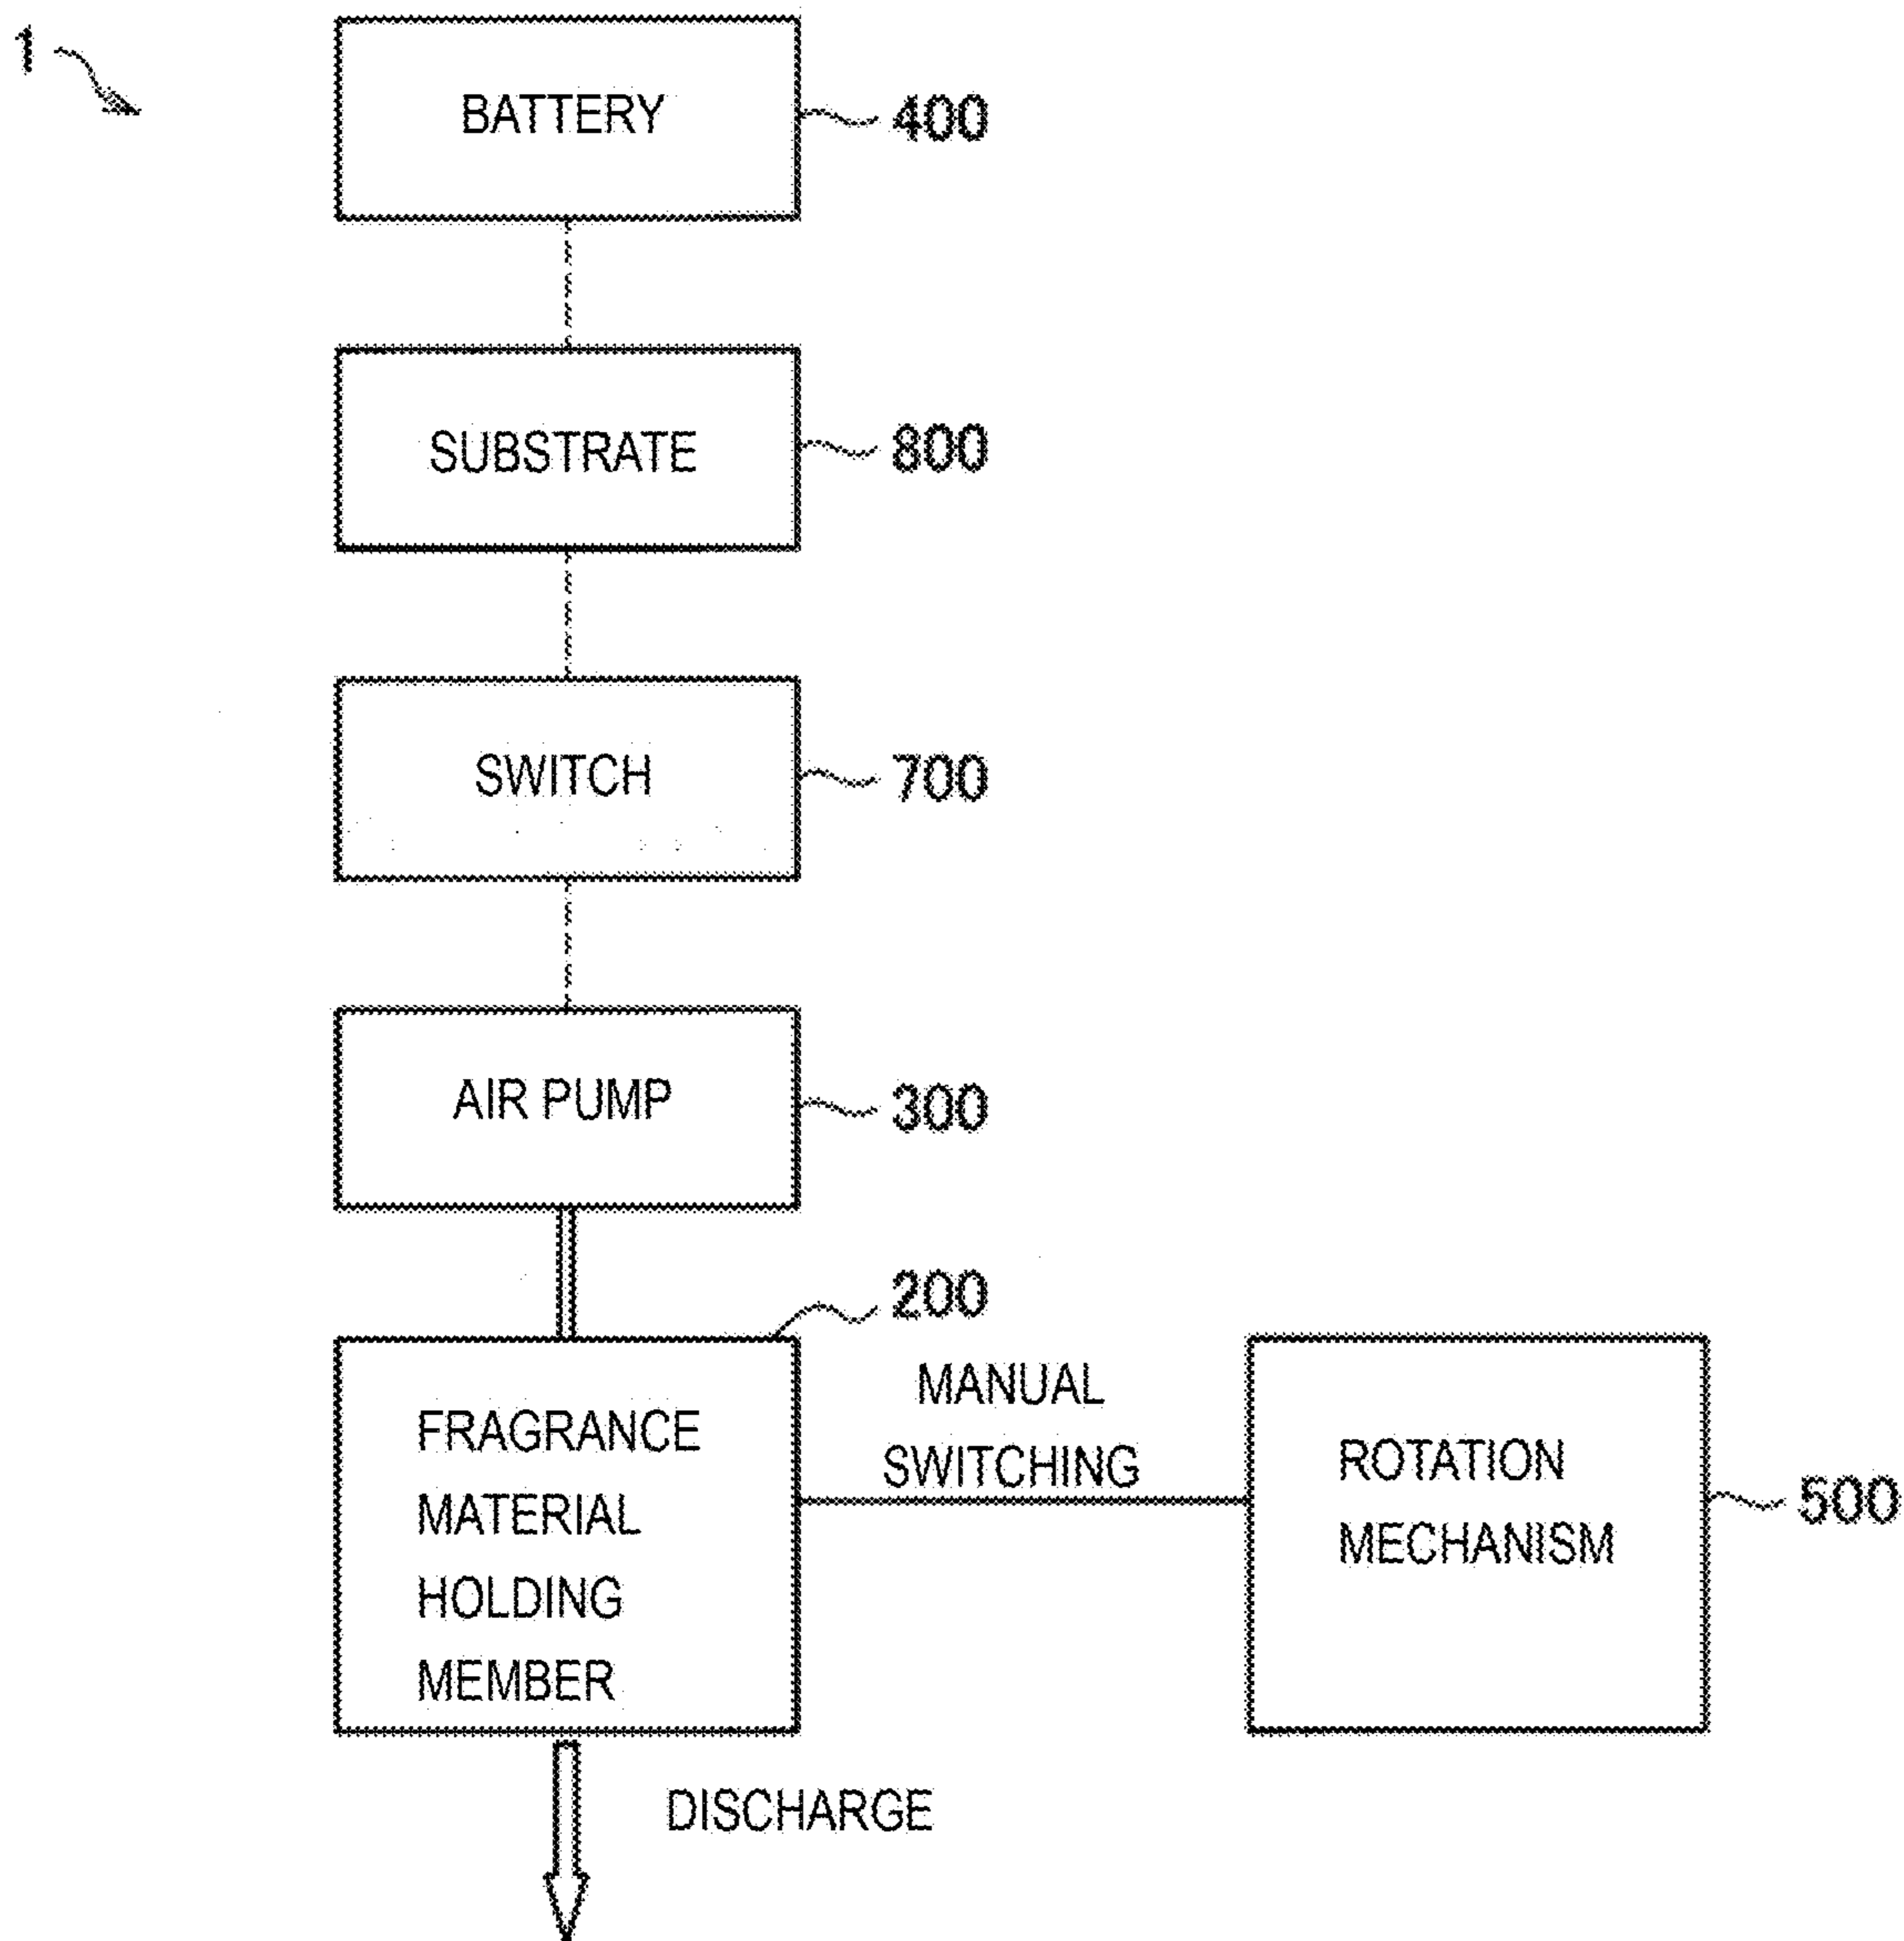 1
BATTERY
400
SUBSTRATE
800
SWITCH
700
AIR PUMP
300
200
FRAGRANCE
MATERIAL
HOLDING
MEMBER
MANUAL
SWITCHING
ROTATION
MECHANISM
500
DISCHARGE